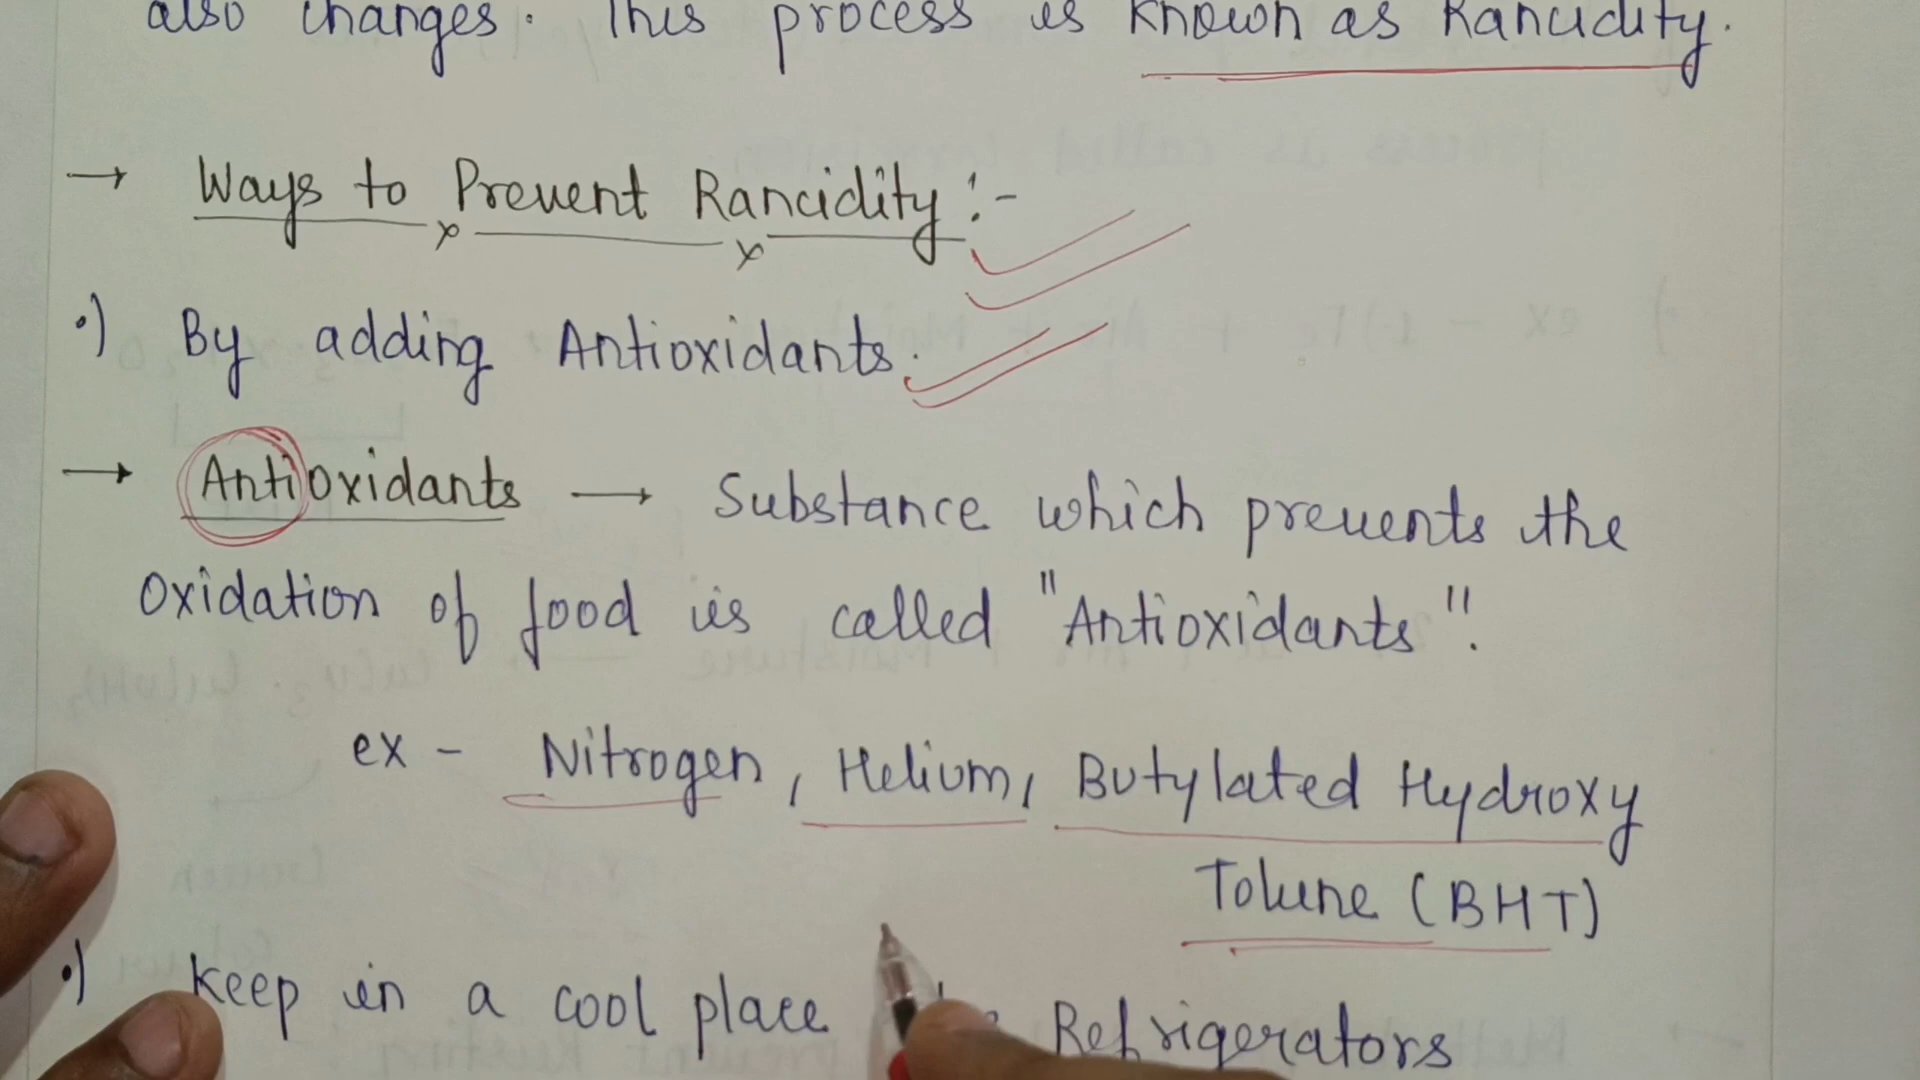 also changes. This process is known as Rancidity.
→ Ways to Prevent Rancidity :-
•) By adding Antioxidants.
→ Antioxidants → Substance which prevents the
Oxidation of food is called "Antioxidants".
ex - Nitrogen, Helium, Butylated Hydroxy
Tolune (BHT)
•) Keep in a cool place Refrigerators